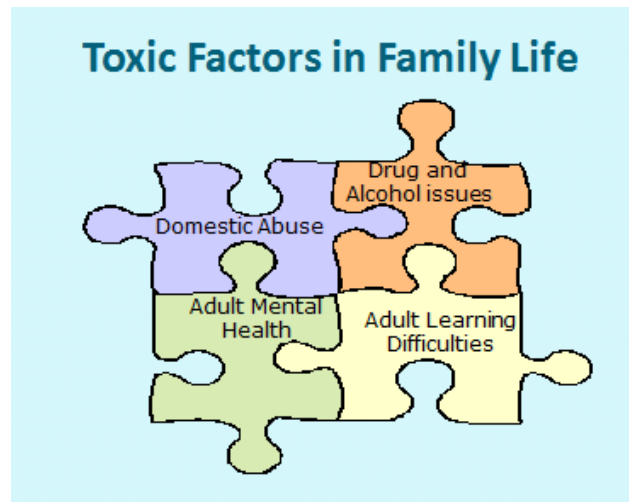 Toxic Factors in Family Life
Drug and
Alcohol issues
Domestic Abuse
Adult Mental
Health
Adult Learning
Difficulties